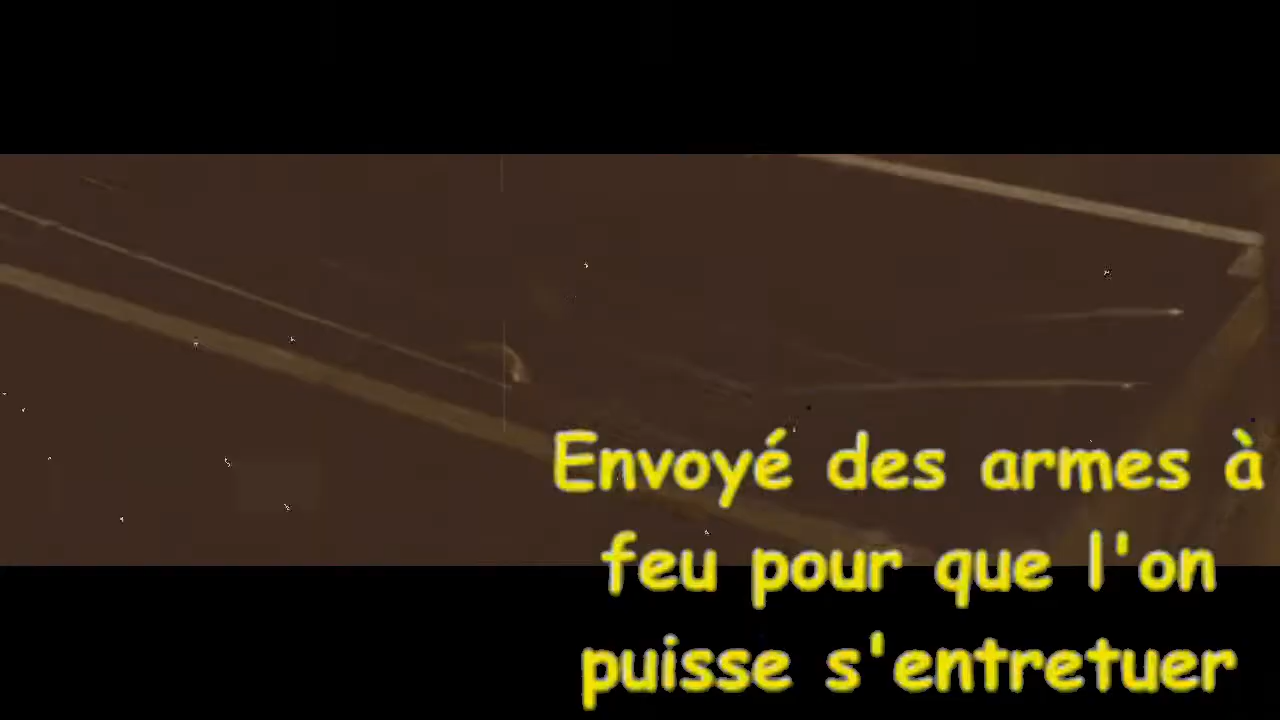 Envoyé des armes à
feu pour que l'on
puisse s'entretuer